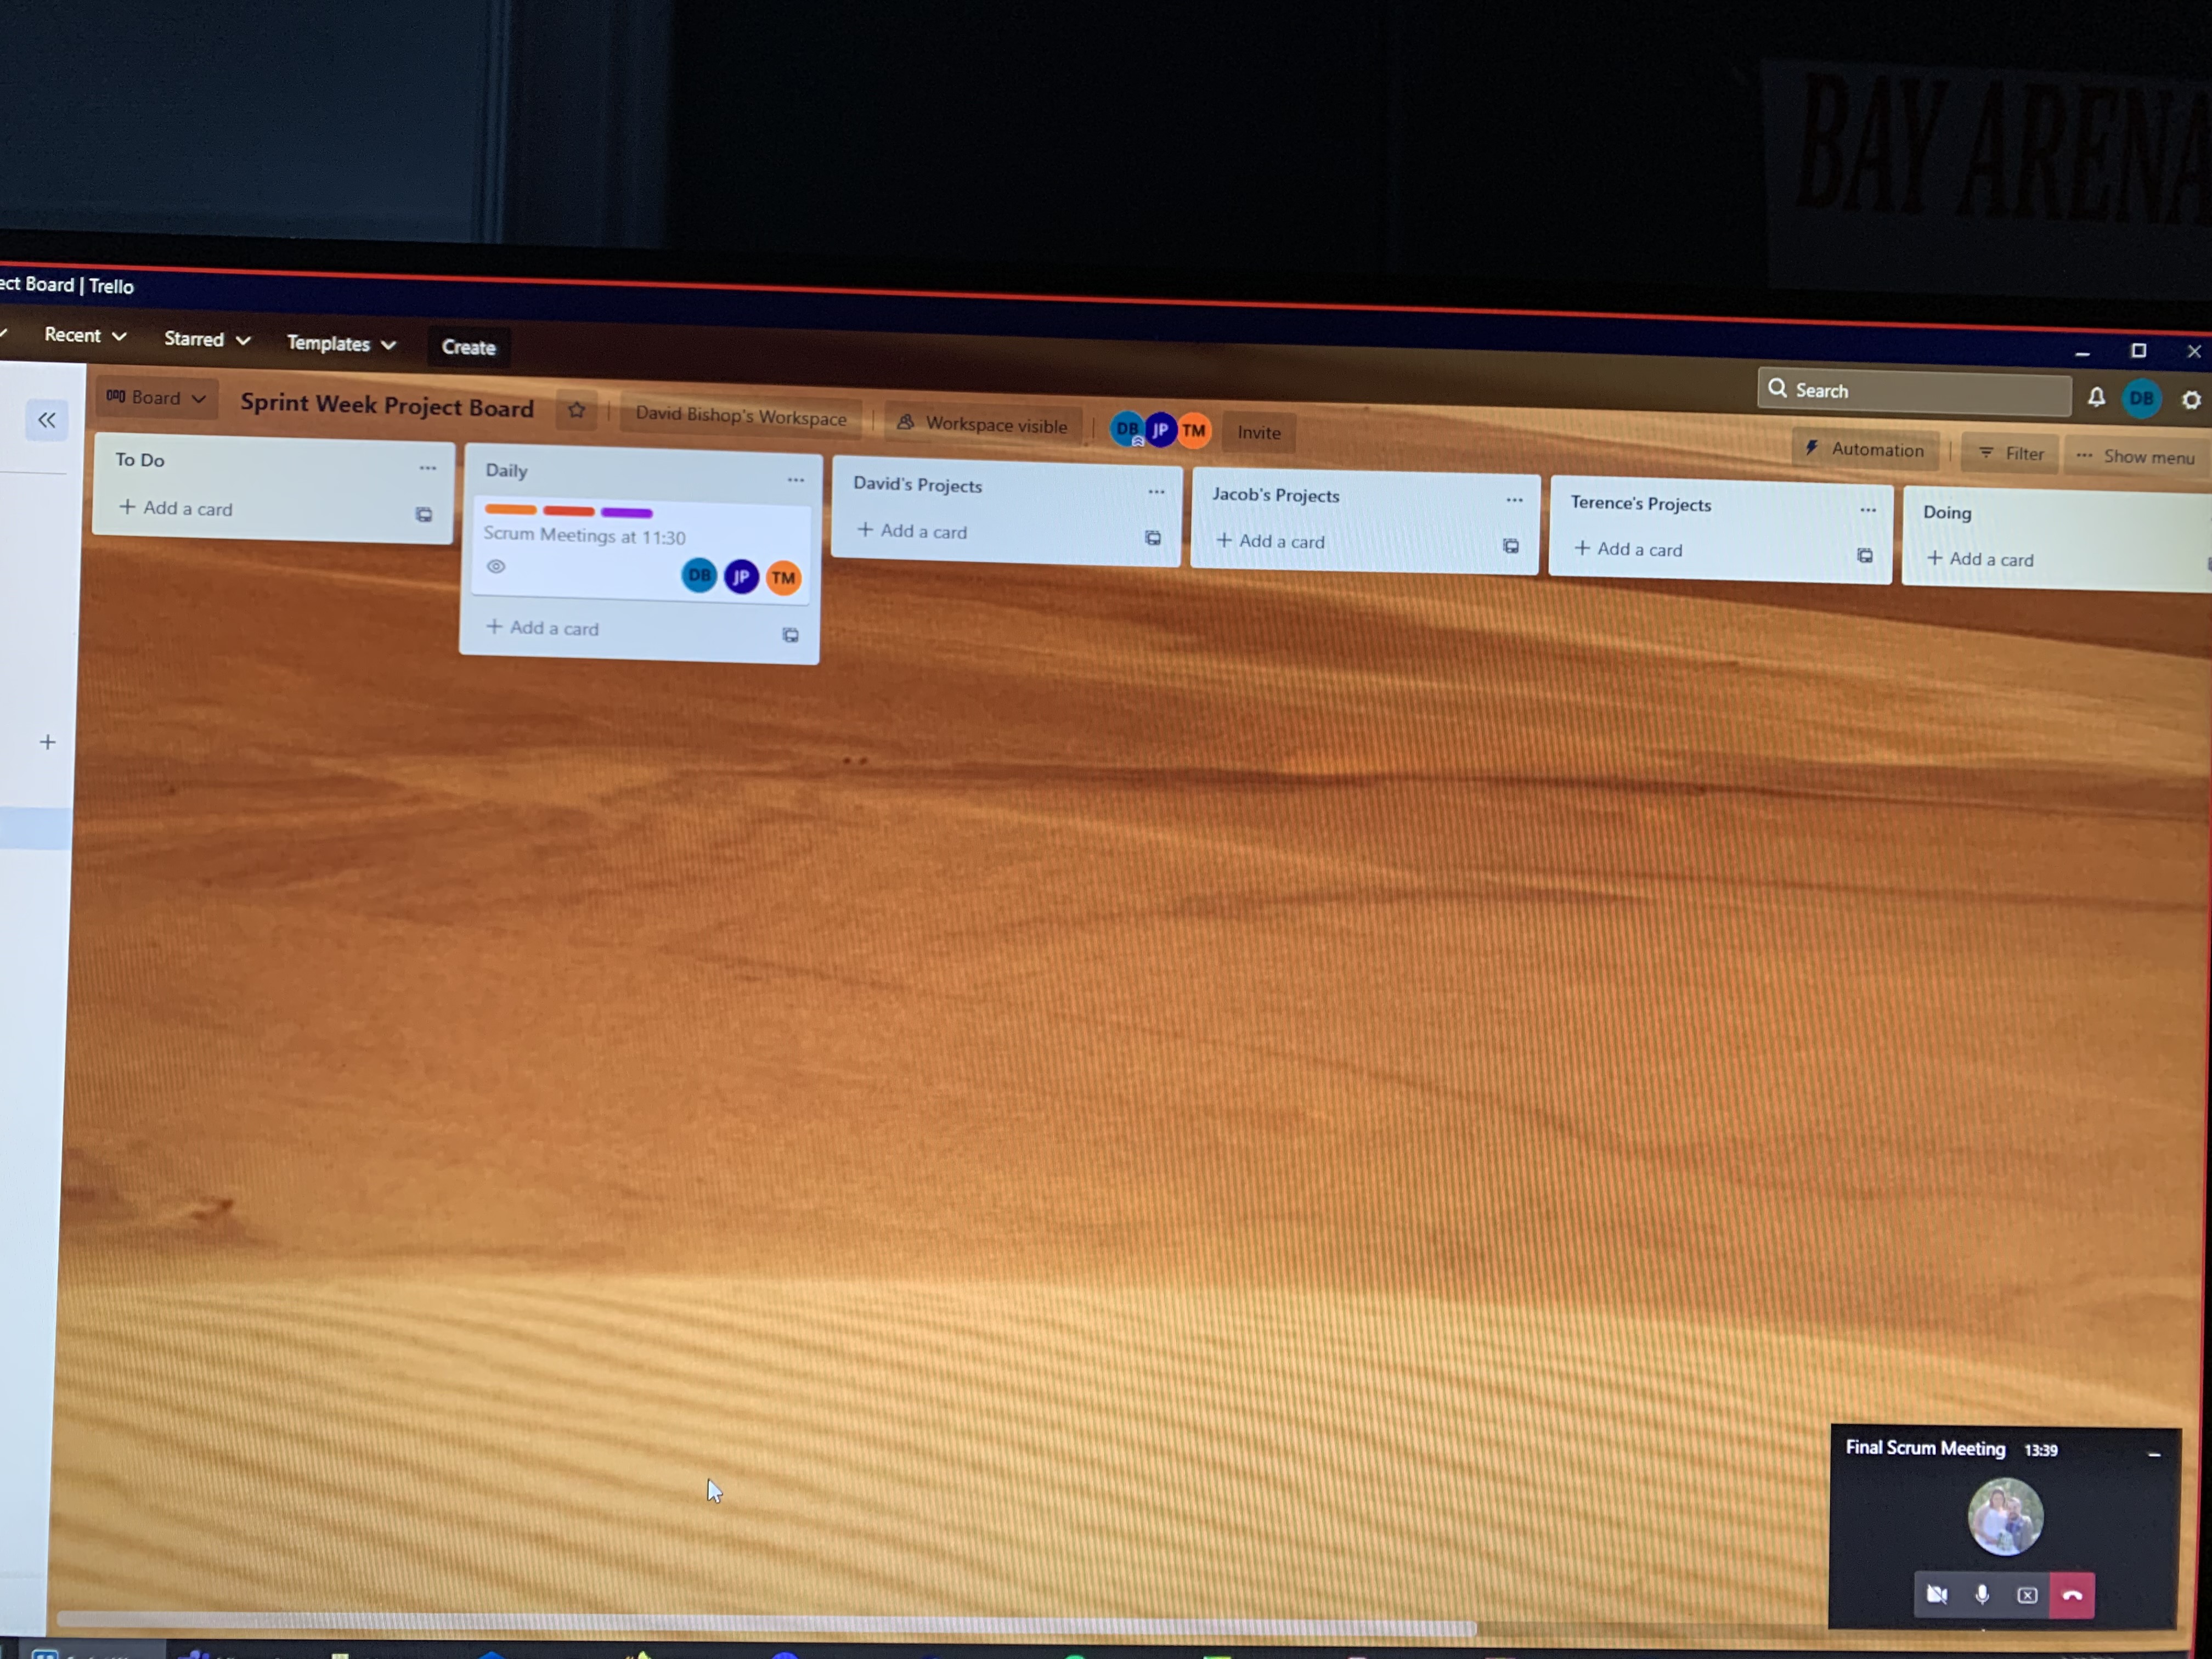 BAY ARENA
ect Board | Trello
Recent
Starred
Templates
Create
Search
DB
Board
Sprint Week Project Board
David Bishop's Workspace
Workspace visible
DB
JP
TM
Invite
Automation
Filter
Show menu
To Do
+ Add a card
Daily
Scrum Meetings at 11:30
DB
JP
TM
+ Add a card
David's Projects
+ Add a card
Jacob's Projects
+ Add a card
Terence's Projects
+ Add a card
Doing
+ Add a card
Final Scrum Meeting 13:39